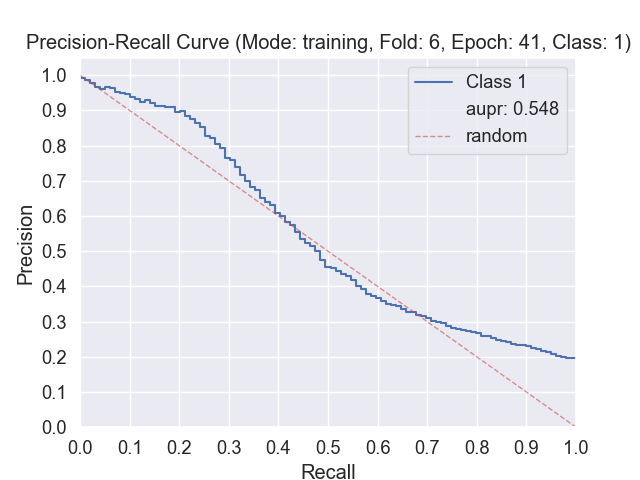 Precision-Recall Curve (Mode: training, Fold: 6, Epoch: 41, Class: 1)
Class 1
aupr: 0.548
random
1.0
0.9
0.8
0.7
0.6
0.5
0.4
0.3
0.2
0.1
0.0
Precision
0.0 0.1 0.2 0.3 0.4 0.5 0.6 0.7 0.8 0.9 1.0
Recall